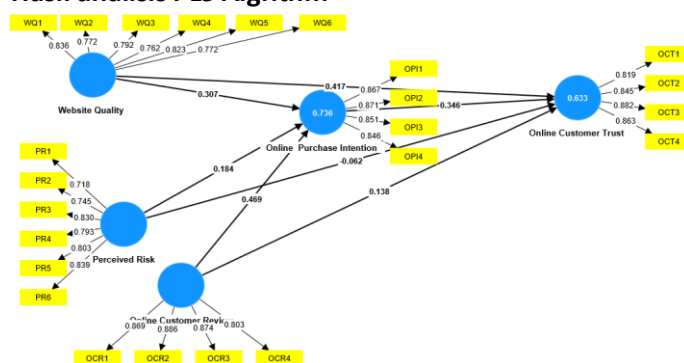 WQ1 WQ2 WQ3 WQ4 WQ5 WQ6
0.836 0.772 0.792 0.762 0.823 0.772
Website Quality
0.417
0.307
OPI1
OPI2
OPI3
OPI4
0.867
0.871
0.851
0.846
0.736
Online Purchase Intention
0.346
OCT1
OCT2
OCT3
OCT4
0.819
0.845
0.882
0.863
0.633
Online Customer Trust
0.184
-0.062
0.469
0.138
PR1
PR2
PR3
PR4
PR5
PR6
0.718
0.745
0.830
0.793
0.803
0.839
Perceived Risk
Online Customer Review
0.869 0.886 0.874 0.803
OCR1 OCR2 OCR3 OCR4